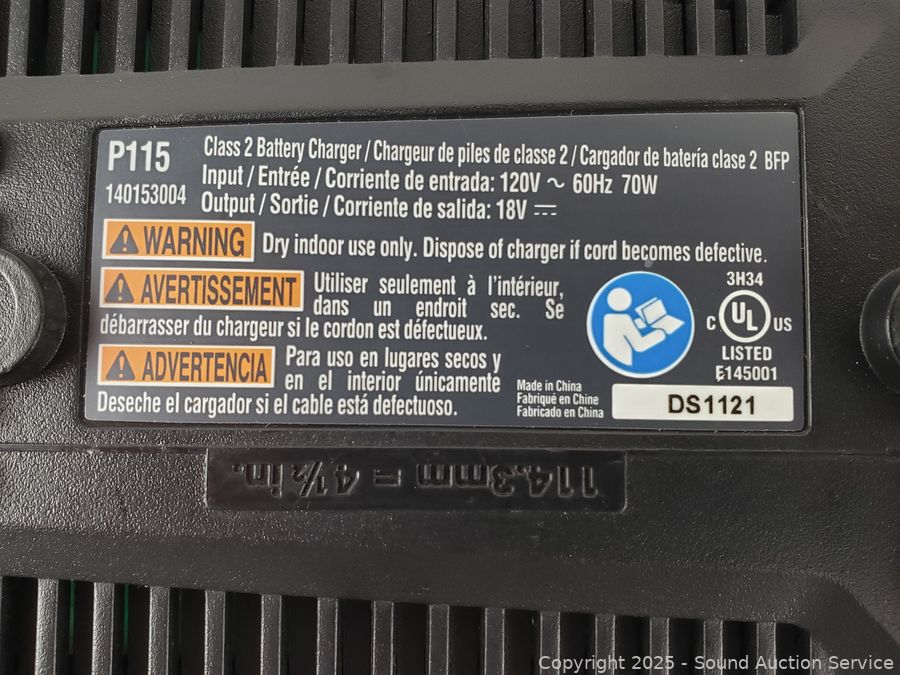 P115
140153004
Class 2 Battery Charger / Chargeur de piles de classe 2 / Cargador de batería clase 2 BFP
Input / Entrée / Corriente de entrada: 120V ~ 60Hz 70W
Output / Sortie / Corriente de salida: 18V ⎓
WARNING Dry indoor use only. Dispose of charger if cord becomes defective.
AVERTISSEMENT Utiliser seulement à l'intérieur,
dans un endroit sec. Se
débarrasser du chargeur si le cordon est défectueux.
ADVERTENCIA Para uso en lugares secos y
en el interior únicamente
Deseche el cargador si el cable está defectuoso.
3H34
C UL US
LISTED
E145001
Made in China
Fabriqué en Chine
Fabricado en China
DS1121
114.3mm = 4½ in.
Copyright 2025 - Sound Auction Service